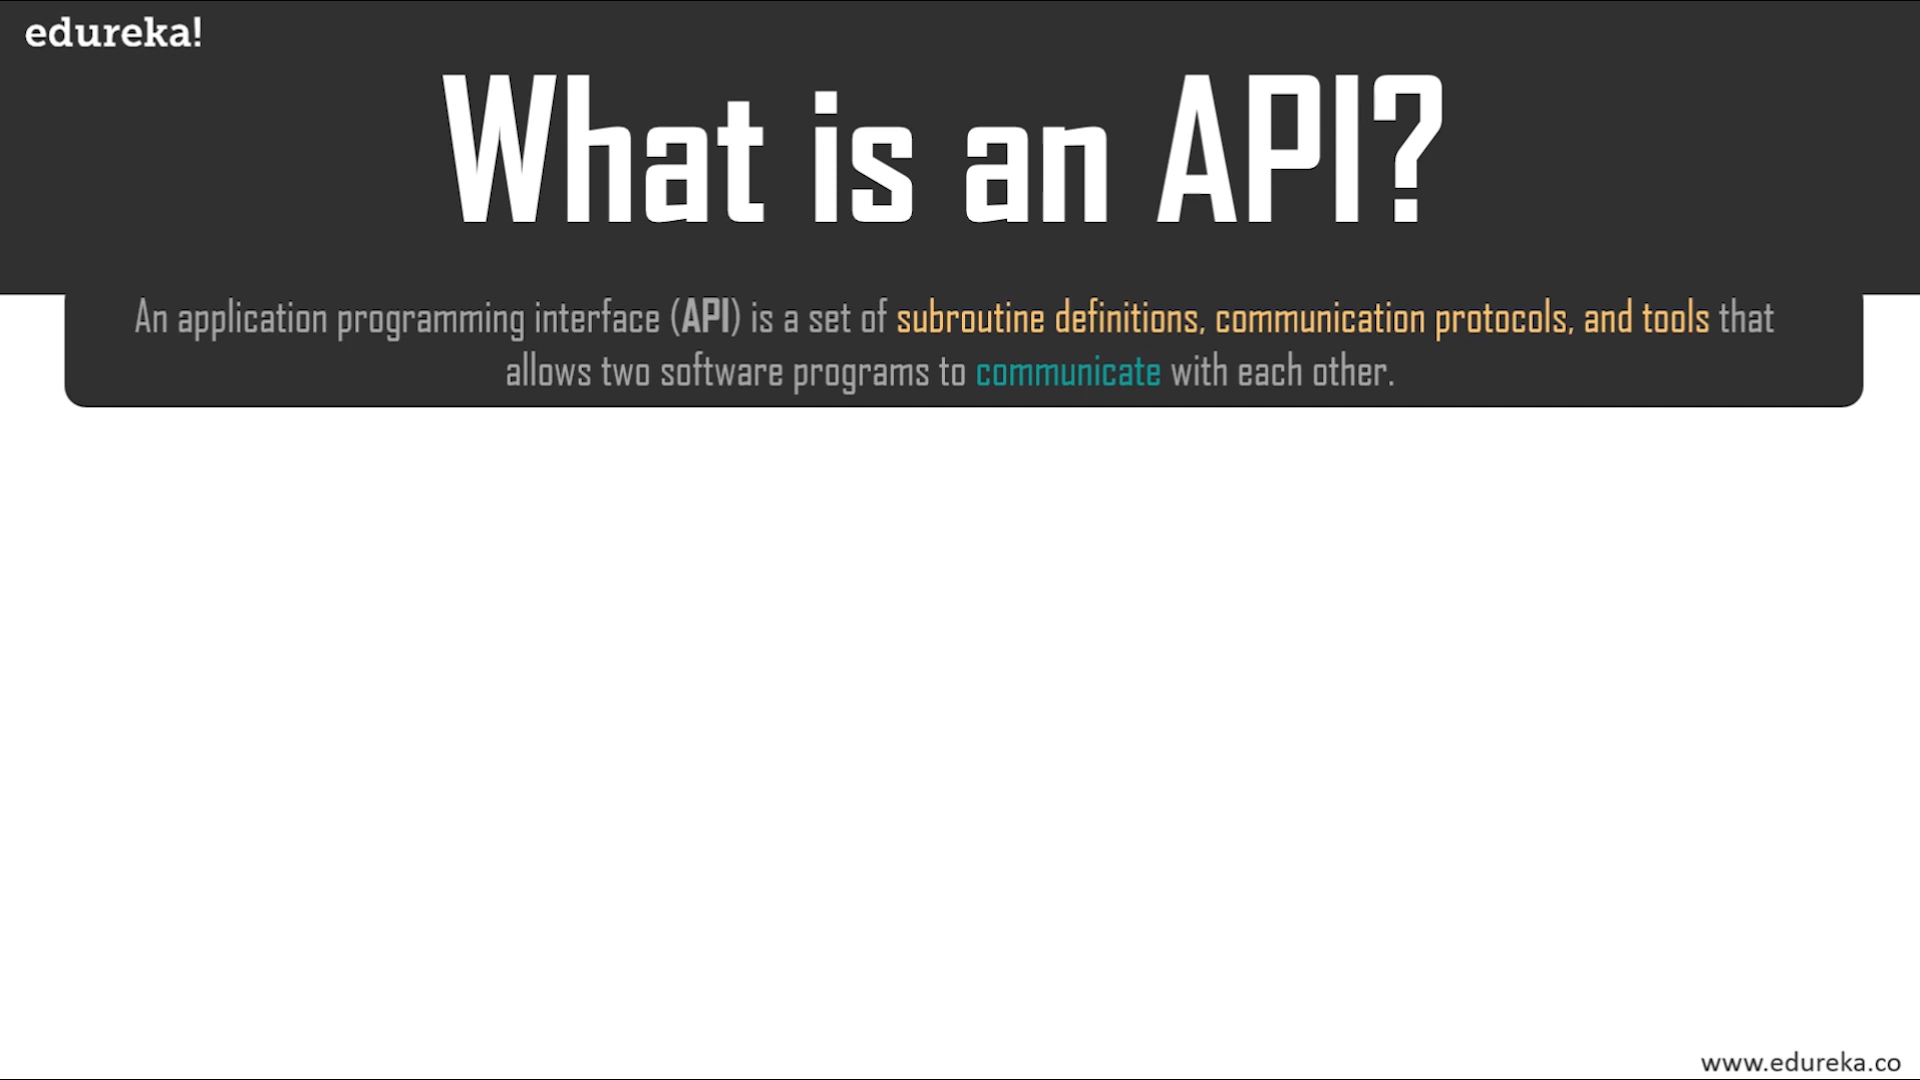 edureka!
What is an API?
An application programming interface (API) is a set of subroutine definitions, communication protocols, and tools that
allows two software programs to communicate with each other.
www.edureka.co